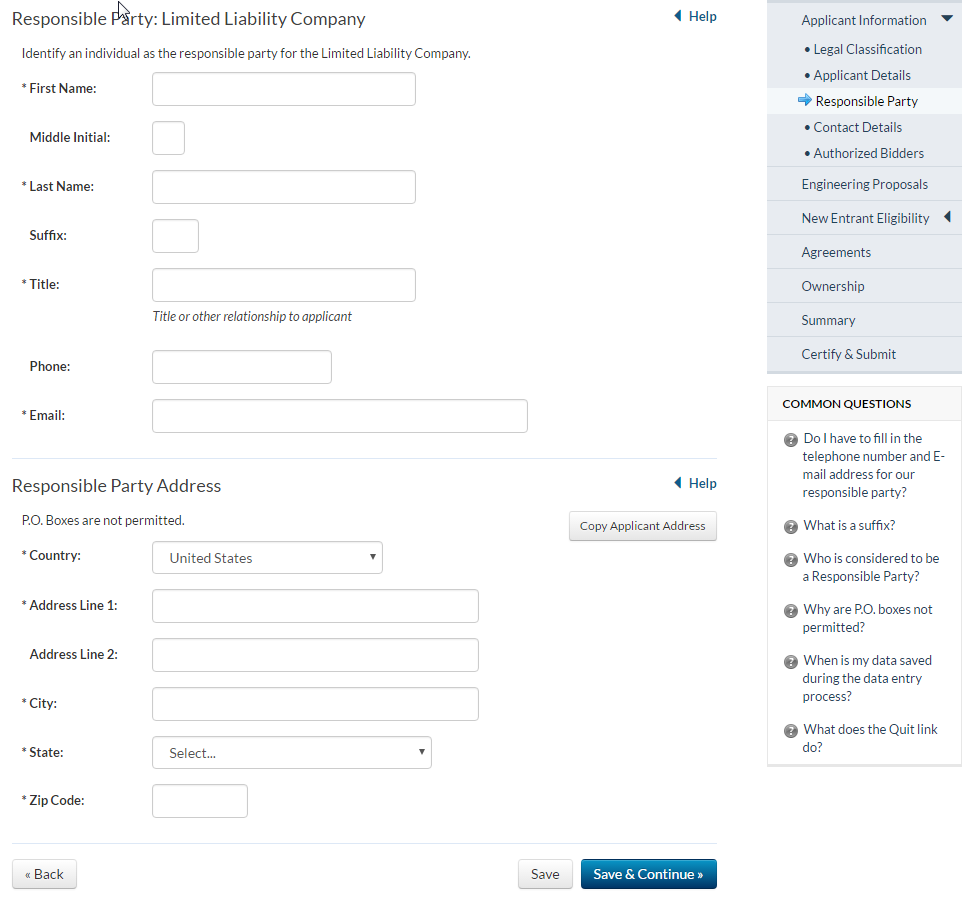 Responsible Party: Limited Liability Company
Help
Identify an individual as the responsible party for the Limited Liability Company.
* First Name:
Middle Initial:
* Last Name:
Suffix:
* Title:
Title or other relationship to applicant
Phone:
* Email:
Responsible Party Address
Help
P.O. Boxes are not permitted.
Copy Applicant Address
* Country:
United States
* Address Line 1:
Address Line 2:
* City:
* State:
Select...
* Zip Code:
« Back
Save
Save & Continue »
Applicant Information
• Legal Classification
• Applicant Details
Responsible Party
• Contact Details
• Authorized Bidders
Engineering Proposals
New Entrant Eligibility
Agreements
Ownership
Summary
Certify & Submit
COMMON QUESTIONS
? Do I have to fill in the
telephone number and E-
mail address for our
responsible party?
? What is a suffix?
? Who is considered to be
a Responsible Party?
? Why are P.O. boxes not
permitted?
? When is my data saved
during the data entry
process?
? What does the Quit link
do?